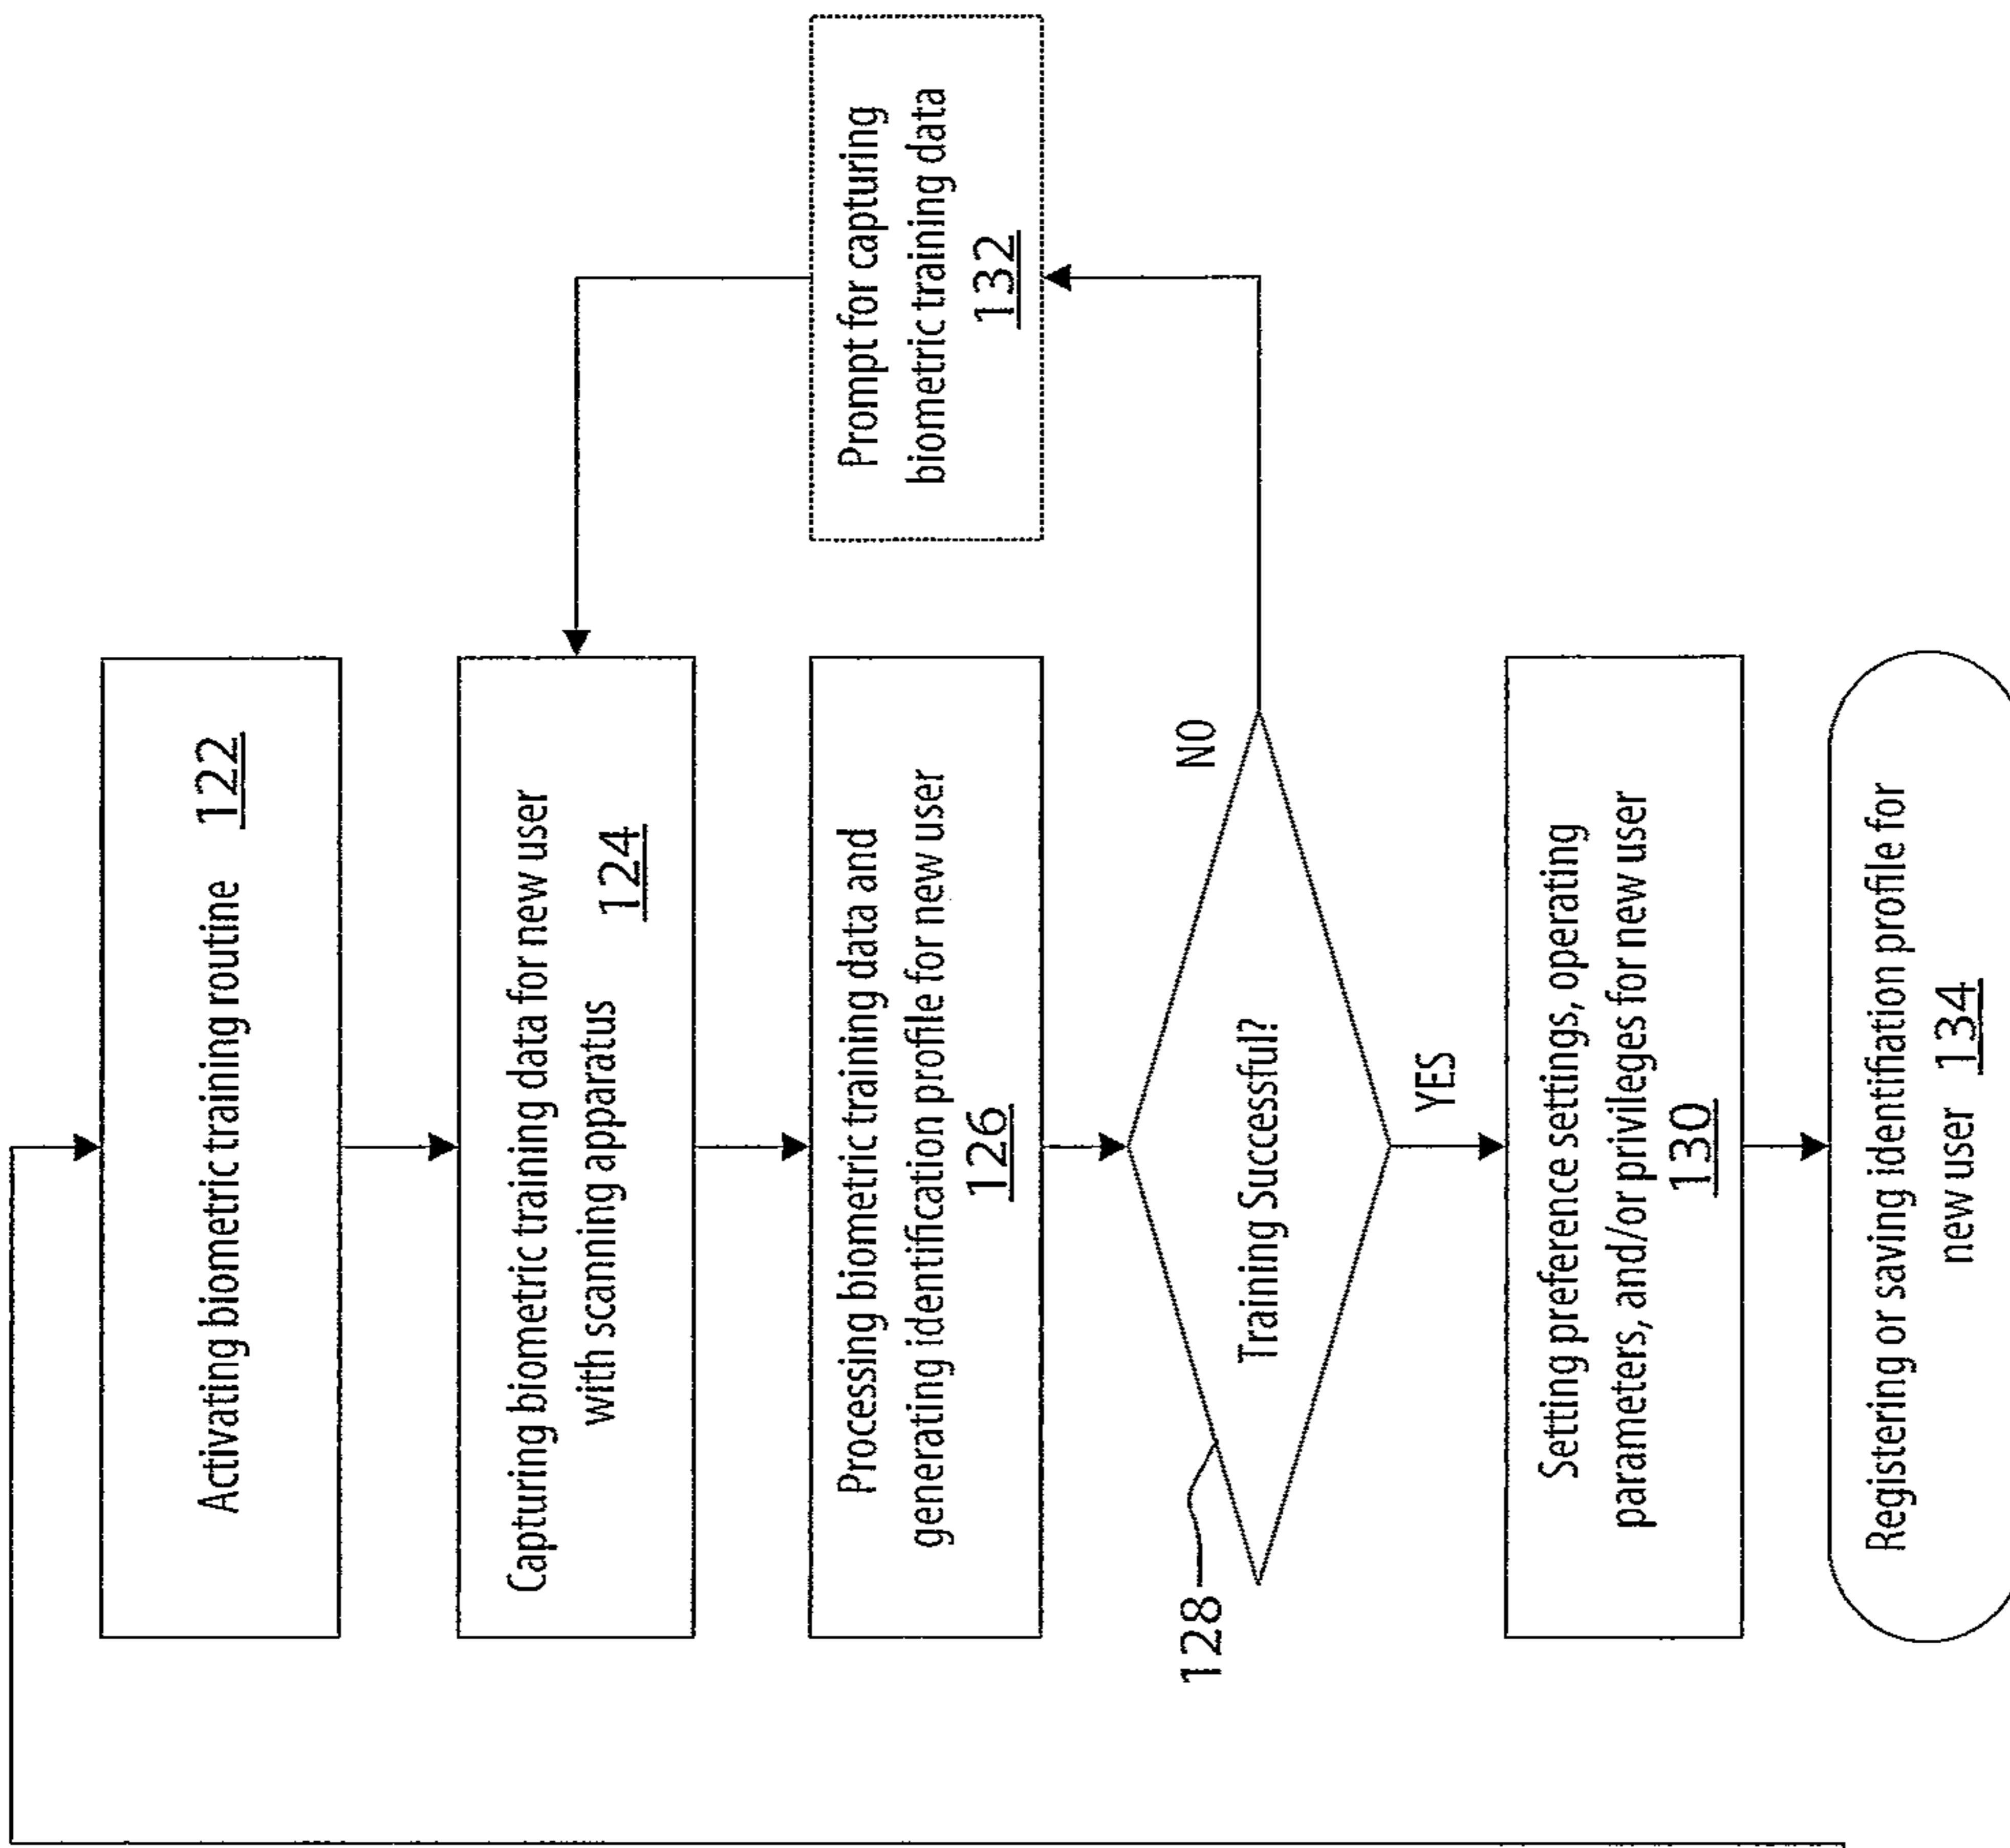 Activating biometric training routine 122
Capturing biometric training data for new user
with scanning apparatus 124
Processing biometric training data and
generating identification profile for new user
126
Training Successful?
128
NO
YES
Prompt for capturing
biometric training data
132
Setting preference settings, operating
parameters, and/or privileges for new user
130
Registering or saving identifiation profile for
new user 134